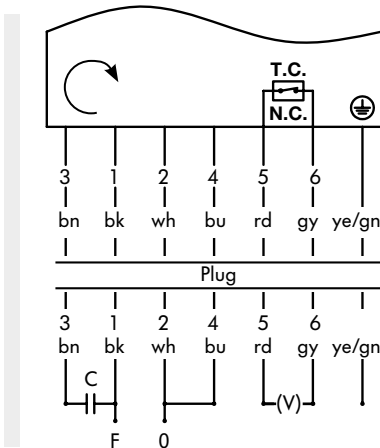 T.C.
N.C.
3 1 2 4 5 6
bn bk wh bu rd gy ye/gn
Plug
3 1 2 4 5 6
bn bk wh bu rd gy ye/gn
C
(V)
F 0